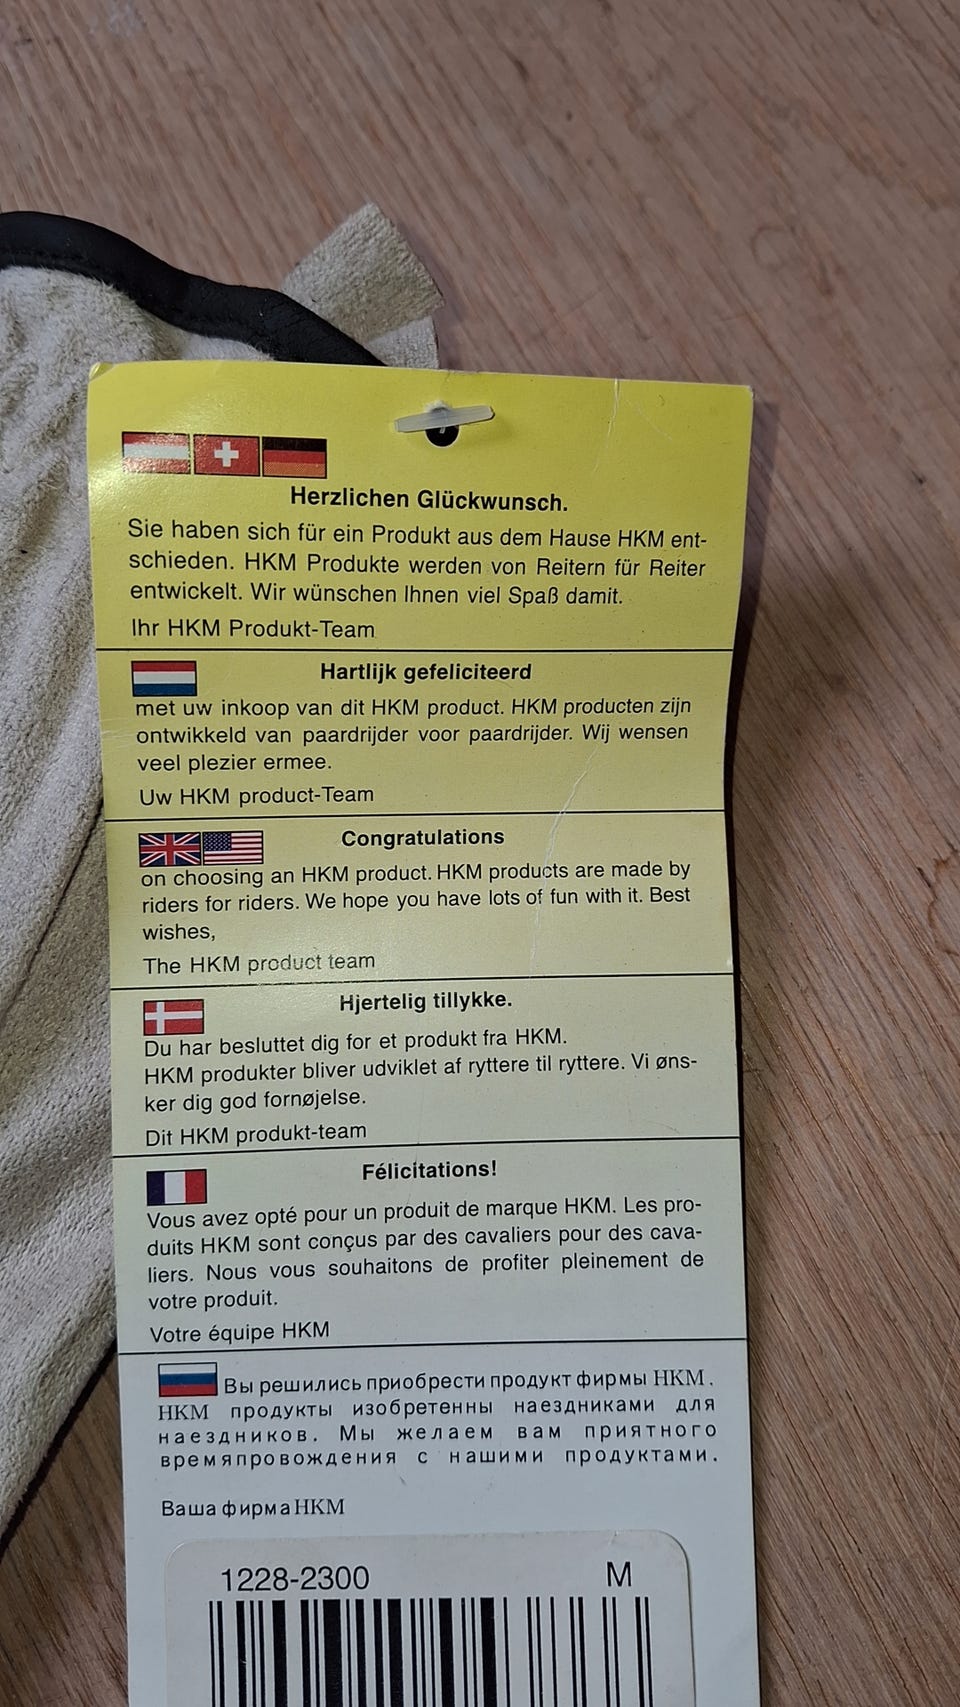 Herzlichen Glückwunsch.
Sie haben sich für ein Produkt aus dem Hause HKM ent-
schieden. HKM Produkte werden von Reitern für Reiter
entwickelt. Wir wünschen Ihnen viel Spaß damit.
Ihr HKM Produkt-Team
Hartlijk gefeliciteerd
met uw inkoop van dit HKM product. HKM producten zijn
ontwikkeld van paardrijder voor paardrijder. Wij wensen
veel plezier ermee.
Uw HKM product-Team
Congratulations
on choosing an HKM product. HKM products are made by
riders for riders. We hope you have lots of fun with it. Best
wishes,
The HKM product team
Hjertelig tillykke.
Du har besluttet dig for et produkt fra HKM.
HKM produkter bliver udviklet af ryttere til ryttere. Vi øns-
ker dig god fornøjelse.
Dit HKM produkt-team
Félicitations!
Vous avez opté pour un produit de marque HKM. Les pro-
duits HKM sont conçus par des cavaliers pour des cava-
liers. Nous vous souhaitons de profiter pleinement de
votre produit.
Votre équipe HKM
Вы решились приобрести продукт фирмы HKM.
HKM продукты изобретенны наездниками для
наездников. Мы желаем вам приятного
времяпровождения с нашими продуктами.
Ваша фирма HKM
1228-2300 M